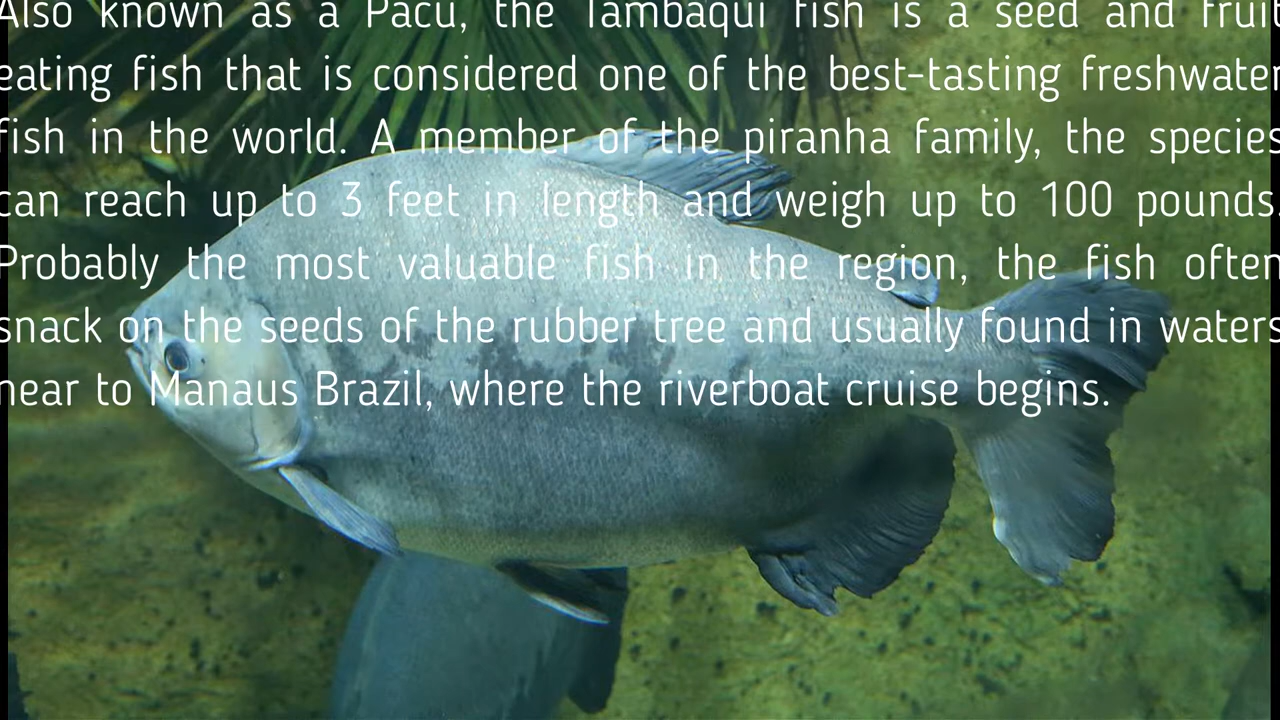 Also known as a Pacu, the Tambaqui fish is a seed and fruit
eating fish that is considered one of the best-tasting freshwater
fish in the world. A member of the piranha family, the species
can reach up to 3 feet in length and weigh up to 100 pounds.
Probably the most valuable fish in the region, the fish often
snack on the seeds of the rubber tree and usually found in waters
near to Manaus Brazil, where the riverboat cruise begins.